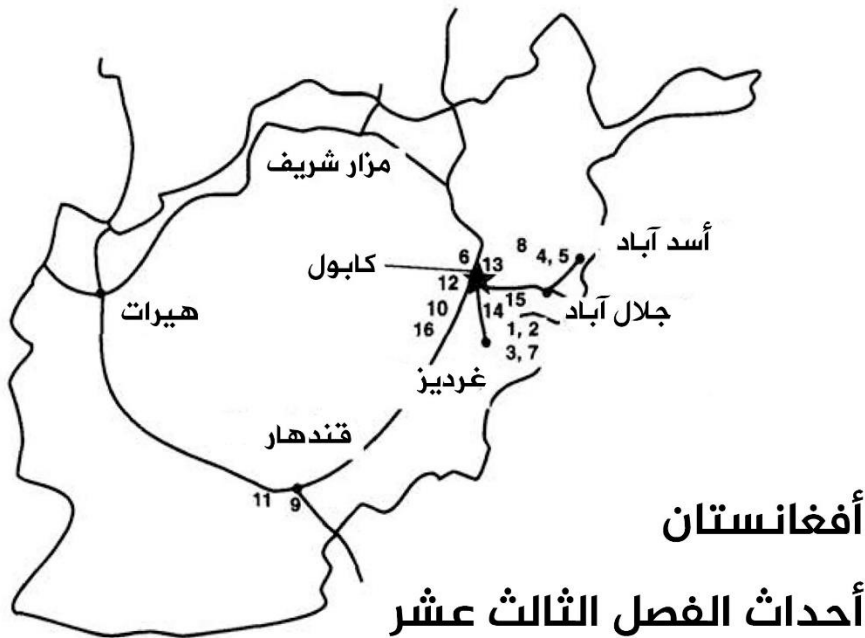 مزار شريف
أسد آباد
8
4, 5
6
13
كابول
12
15
جلال آباد
هيرات
10
14
1, 2
16
3, 7
غرديز
قندهار
11
9
أفغانستان
أحداث الفصل الثالث عشر